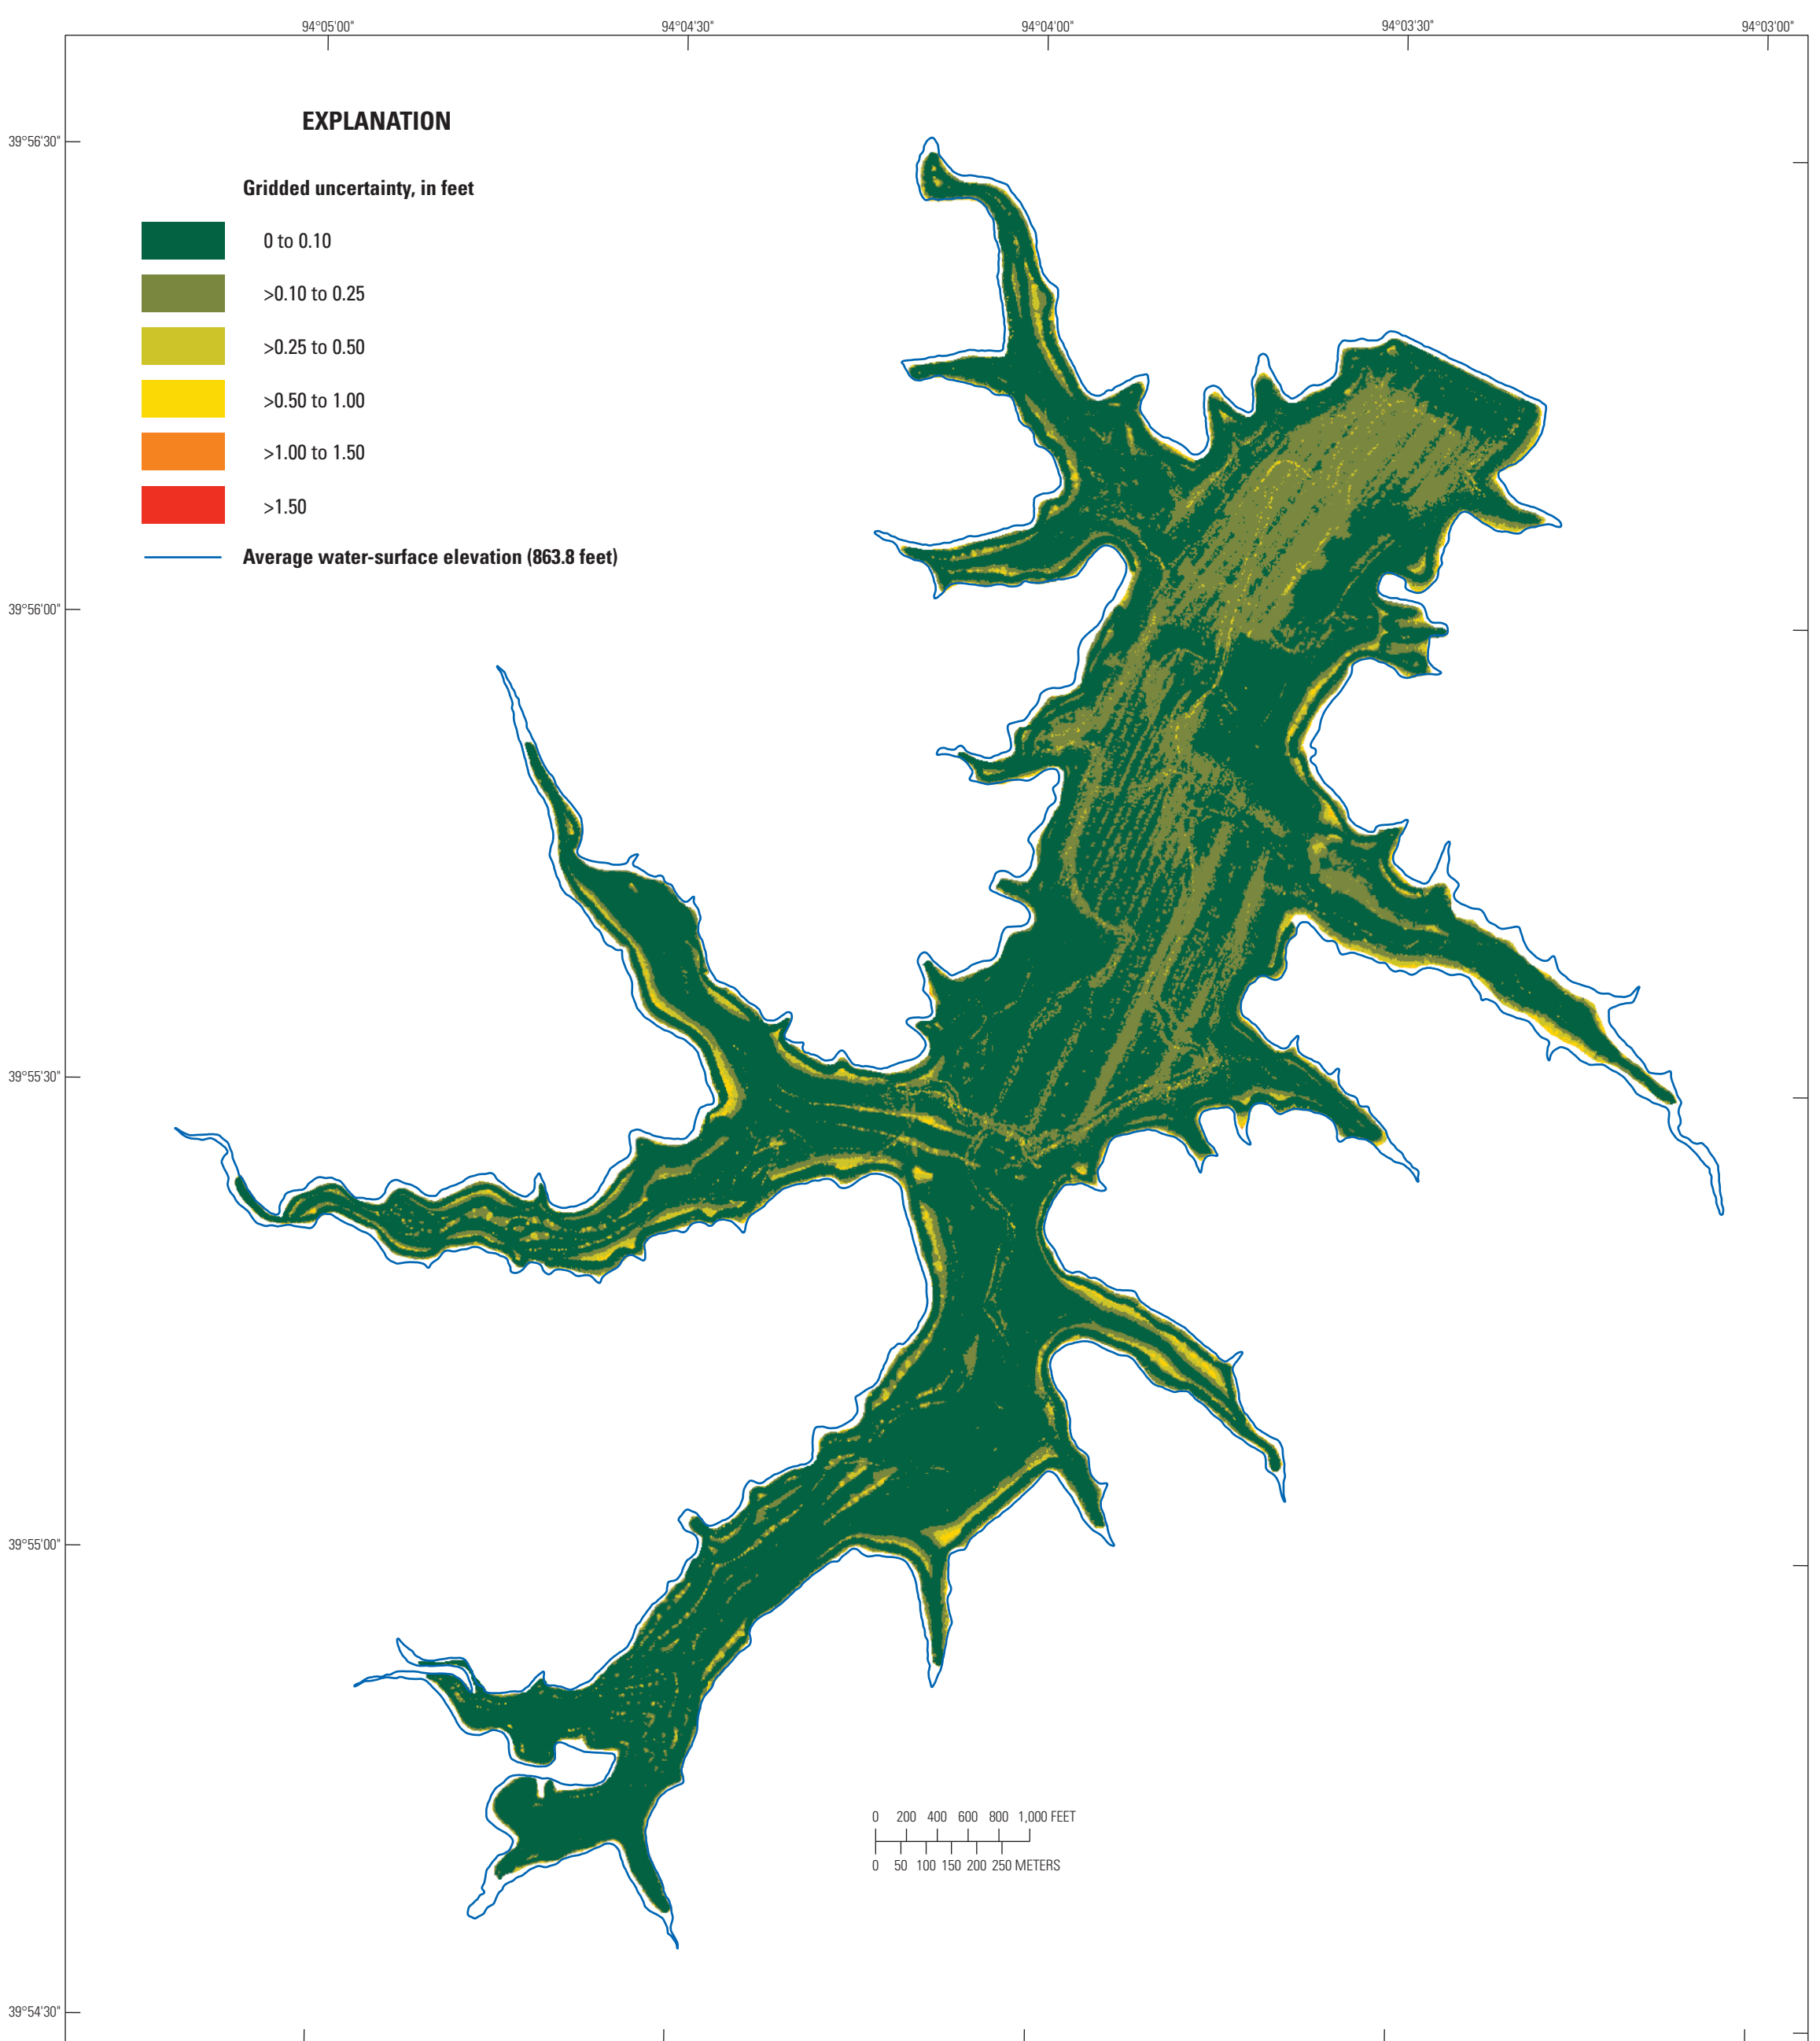 94°05'00" 94°04'30" 94°04'00" 94°03'30" 94°03'00"
EXPLANATION
39°56'30"
Gridded uncertainty, in feet
0 to 0.10
>0.10 to 0.25
>0.25 to 0.50
>0.50 to 1.00
>1.00 to 1.50
>1.50
Average water-surface elevation (863.8 feet)
39°56'00"
39°55'30"
39°55'00"
0 200 400 600 800 1,000 FEET
0 50 100 150 200 250 METERS
39°54'30"